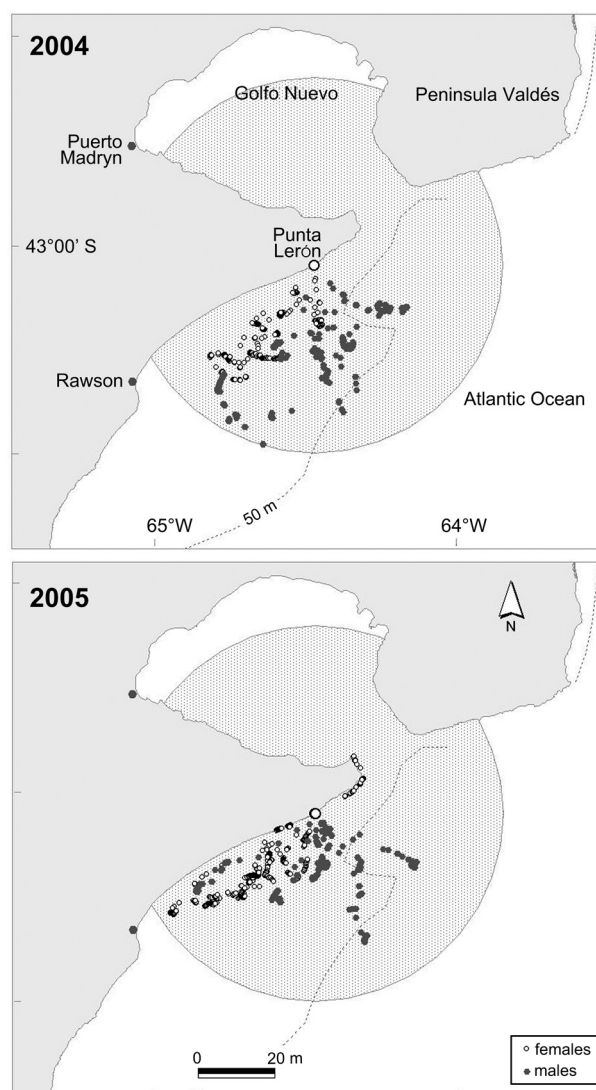 2004
Golfo Nuevo
Peninsula Valdés
Puerto
Madryn
43°00' S
Punta
Lerón
Rawson
Atlantic Ocean
65°W
64°W
50 m
2005
N
0
20 m
females
males